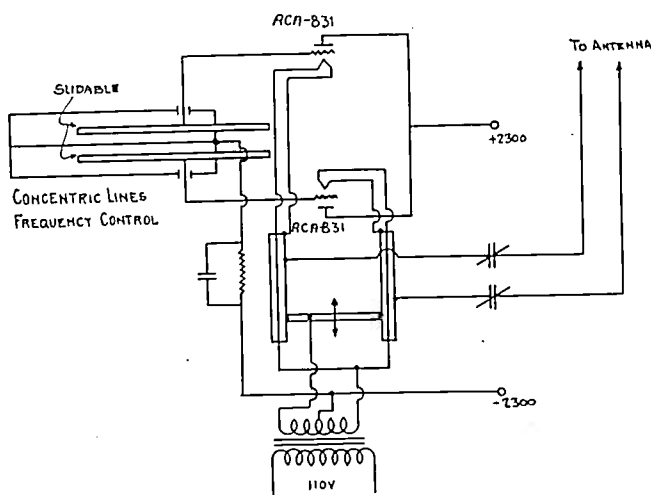 RCA-831
TO ANTENNA
SLIDABLE
+2300
CONCENTRIC LINES
FREQUENCY CONTROL
RCA-831
-2300
110V